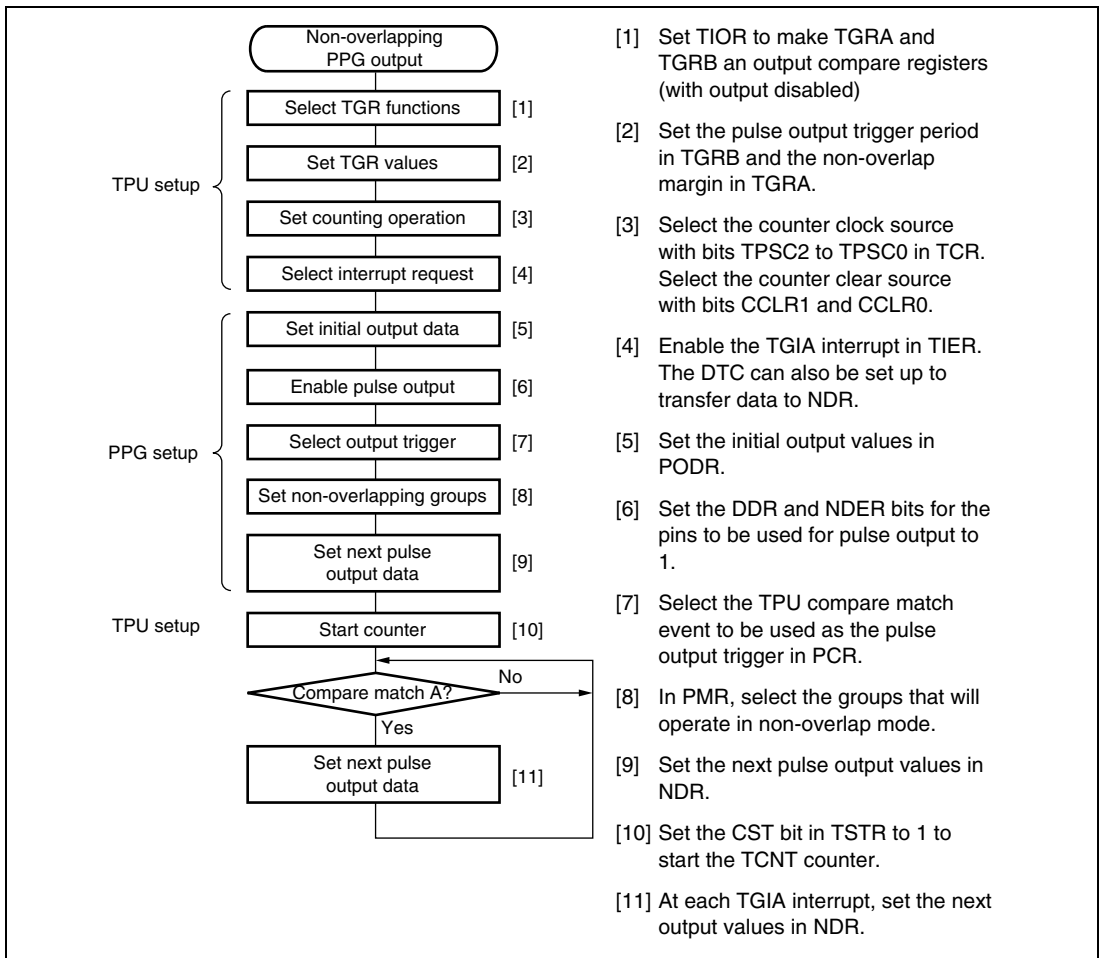 Non-overlapping
PPG output
Select TGR functions [1]
Set TGR values [2]
TPU setup
Set counting operation [3]
Select interrupt request [4]
Set initial output data [5]
Enable pulse output [6]
Select output trigger [7]
PPG setup
Set non-overlapping groups [8]
Set next pulse
output data
[9]
TPU setup
Start counter [10]
Compare match A?
No
Yes
Set next pulse
output data
[11]
[1] Set TIOR to make TGRA and
TGRB an output compare registers
(with output disabled)
[2] Set the pulse output trigger period
in TGRB and the non-overlap
margin in TGRA.
[3] Select the counter clock source
with bits TPSC2 to TPSC0 in TCR.
Select the counter clear source
with bits CCLR1 and CCLR0.
[4] Enable the TGIA interrupt in TIER.
The DTC can also be set up to
transfer data to NDR.
[5] Set the initial output values in
PODR.
[6] Set the DDR and NDER bits for the
pins to be used for pulse output to
1.
[7] Select the TPU compare match
event to be used as the pulse
output trigger in PCR.
[8] In PMR, select the groups that will
operate in non-overlap mode.
[9] Set the next pulse output values in
NDR.
[10] Set the CST bit in TSTR to 1 to
start the TCNT counter.
[11] At each TGIA interrupt, set the next
output values in NDR.